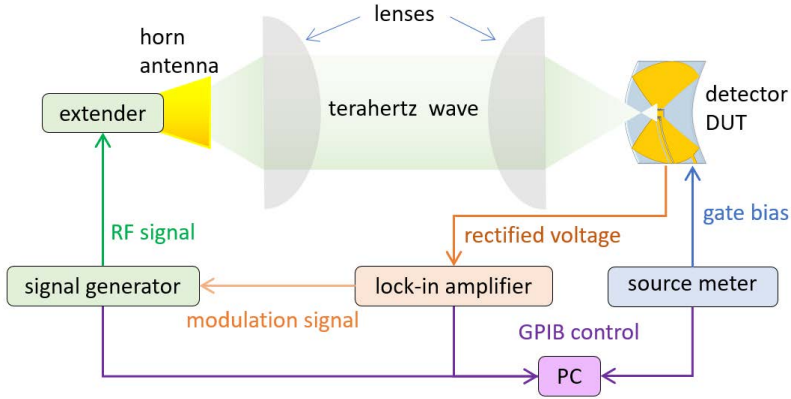 lenses
horn
antenna
extender
terahertz wave
detector
DUT
RF signal
rectified voltage
gate bias
signal generator
lock-in amplifier
source meter
modulation signal
GPIB control
PC